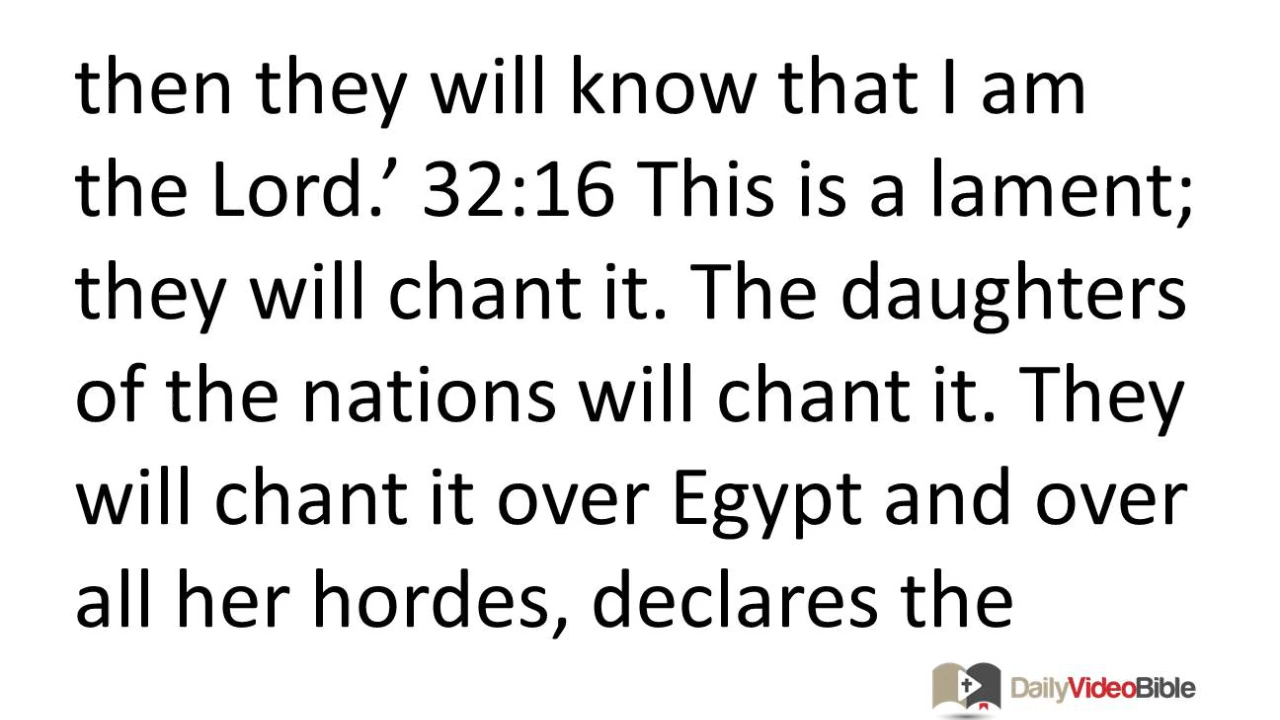 then they will know that I am
the Lord.’ 32:16 This is a lament;
they will chant it. The daughters
of the nations will chant it. They
will chant it over Egypt and over
all her hordes, declares the
DailyVideoBible